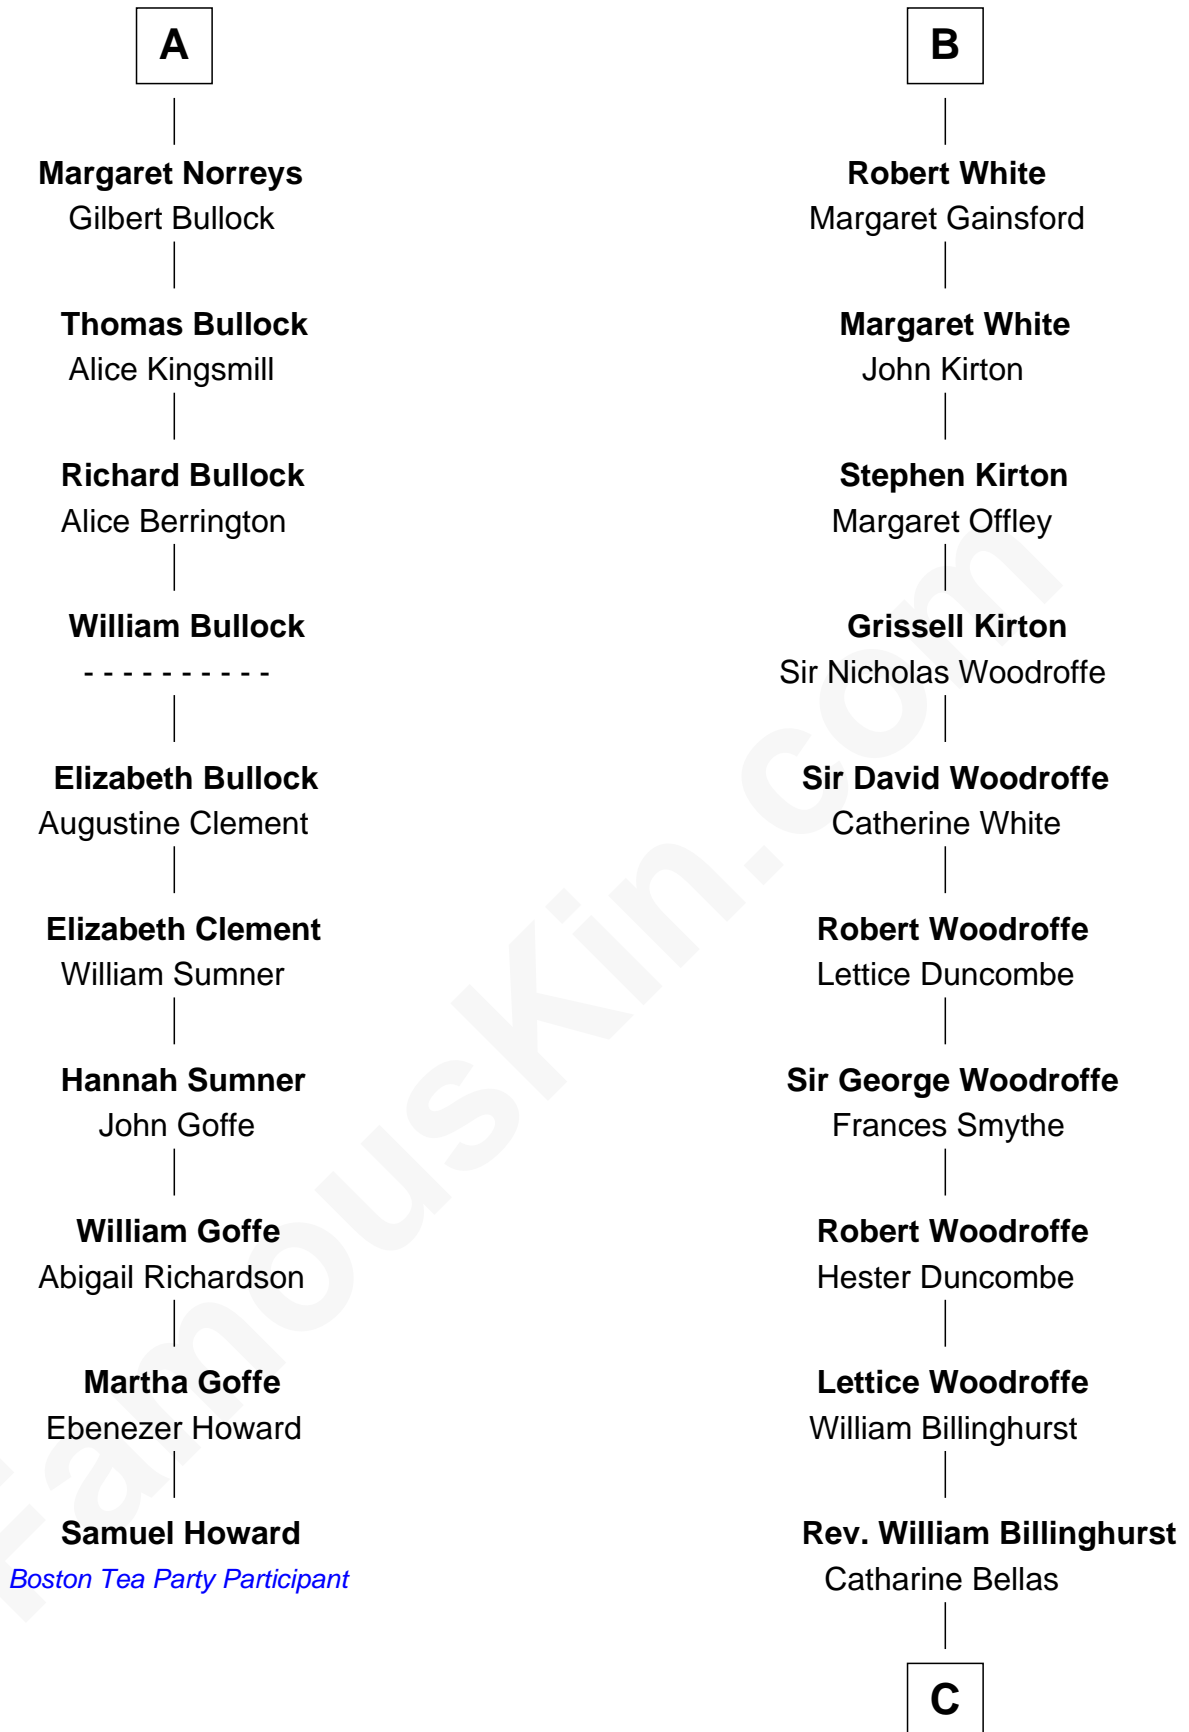 A
Margaret Norreys
Gilbert Bullock
Thomas Bullock
Alice Kingsmill
Richard Bullock
Alice Berrington
William Bullock
- - - - - - - - - -
Elizabeth Bullock
Augustine Clement
Elizabeth Clement
William Sumner
Hannah Sumner
John Goffe
William Goffe
Abigail Richardson
Martha Goffe
Ebenezer Howard
Samuel Howard
Boston Tea Party Participant
B
Robert White
Margaret Gainsford
Margaret White
John Kirton
Stephen Kirton
Margaret Offley
Grissell Kirton
Sir Nicholas Woodroffe
Sir David Woodroffe
Catherine White
Robert Woodroffe
Lettice Duncombe
Sir George Woodroffe
Frances Smythe
Robert Woodroffe
Hester Duncombe
Lettice Woodroffe
William Billinghurst
Rev. William Billinghurst
Catharine Bellas
C
FamousKin.com